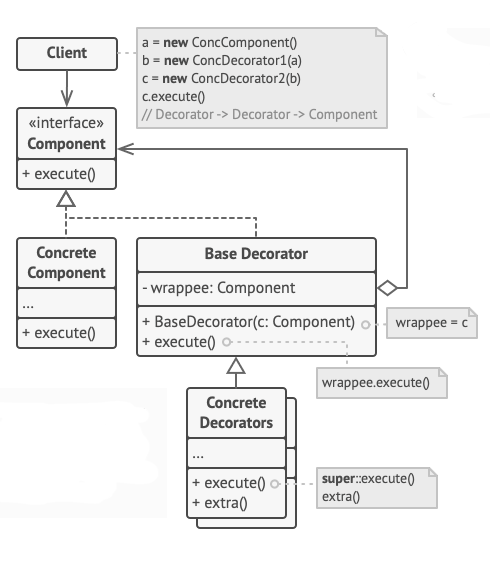 Client
a = new ConcComponent()
b = new ConcDecorator1(a)
c = new ConcDecorator2(b)
c.execute()
// Decorator -> Decorator -> Component
«interface»
Component
+ execute()
Concrete
Component
...
+ execute()
Base Decorator
- wrappee: Component
+ BaseDecorator(c: Component)
+ execute()
wrappee = c
wrappee.execute()
Concrete
Decorators
...
+ execute()
+ extra()
super::execute()
extra()